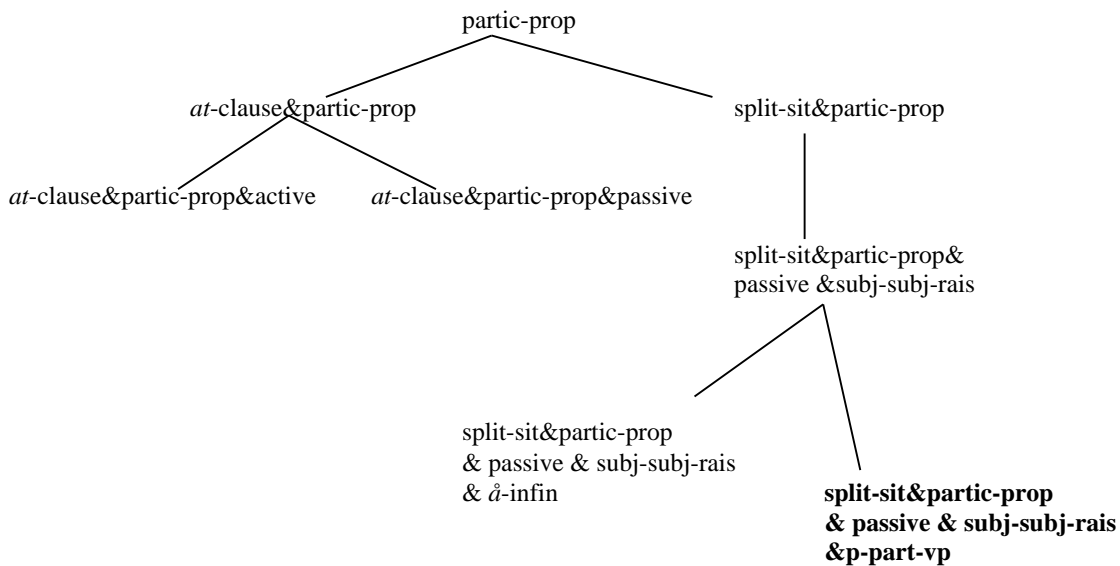 partic-prop
at-clause&partic-prop
split-sit&partic-prop
at-clause&partic-prop&active
at-clause&partic-prop&passive
split-sit&partic-prop&
passive &subj-subj-rais
split-sit&partic-prop
& passive & subj-subj-rais
& å-infin
split-sit&partic-prop
& passive & subj-subj-rais
&p-part-vp